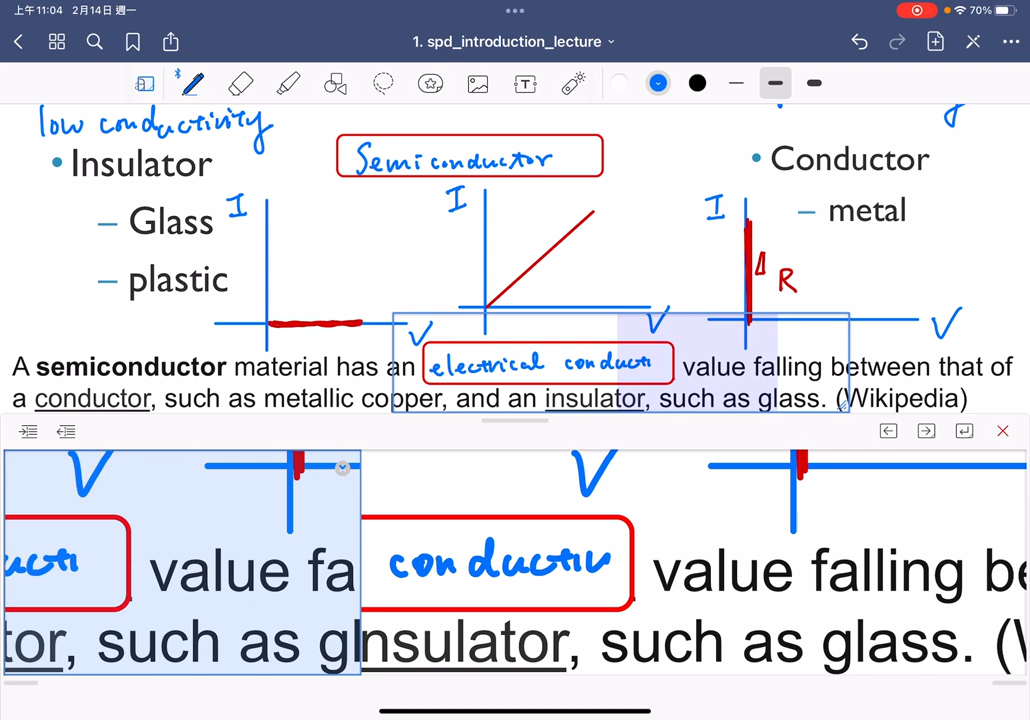 上午11:04 2月14日 週一
70%
1. spd_introduction_lecture
T
low conductivity
• Insulator
Semiconductor
• Conductor
– Glass
I
I
I
– metal
– plastic
R
V
V
V
A semiconductor material has an electrical conducti value falling between that of
a conductor, such as metallic copper, and an insulator, such as glass. (Wikipedia)
V
V
ucti value fa
conductiv value falling be
tor, such as gl
nsulator, such as glass. (W